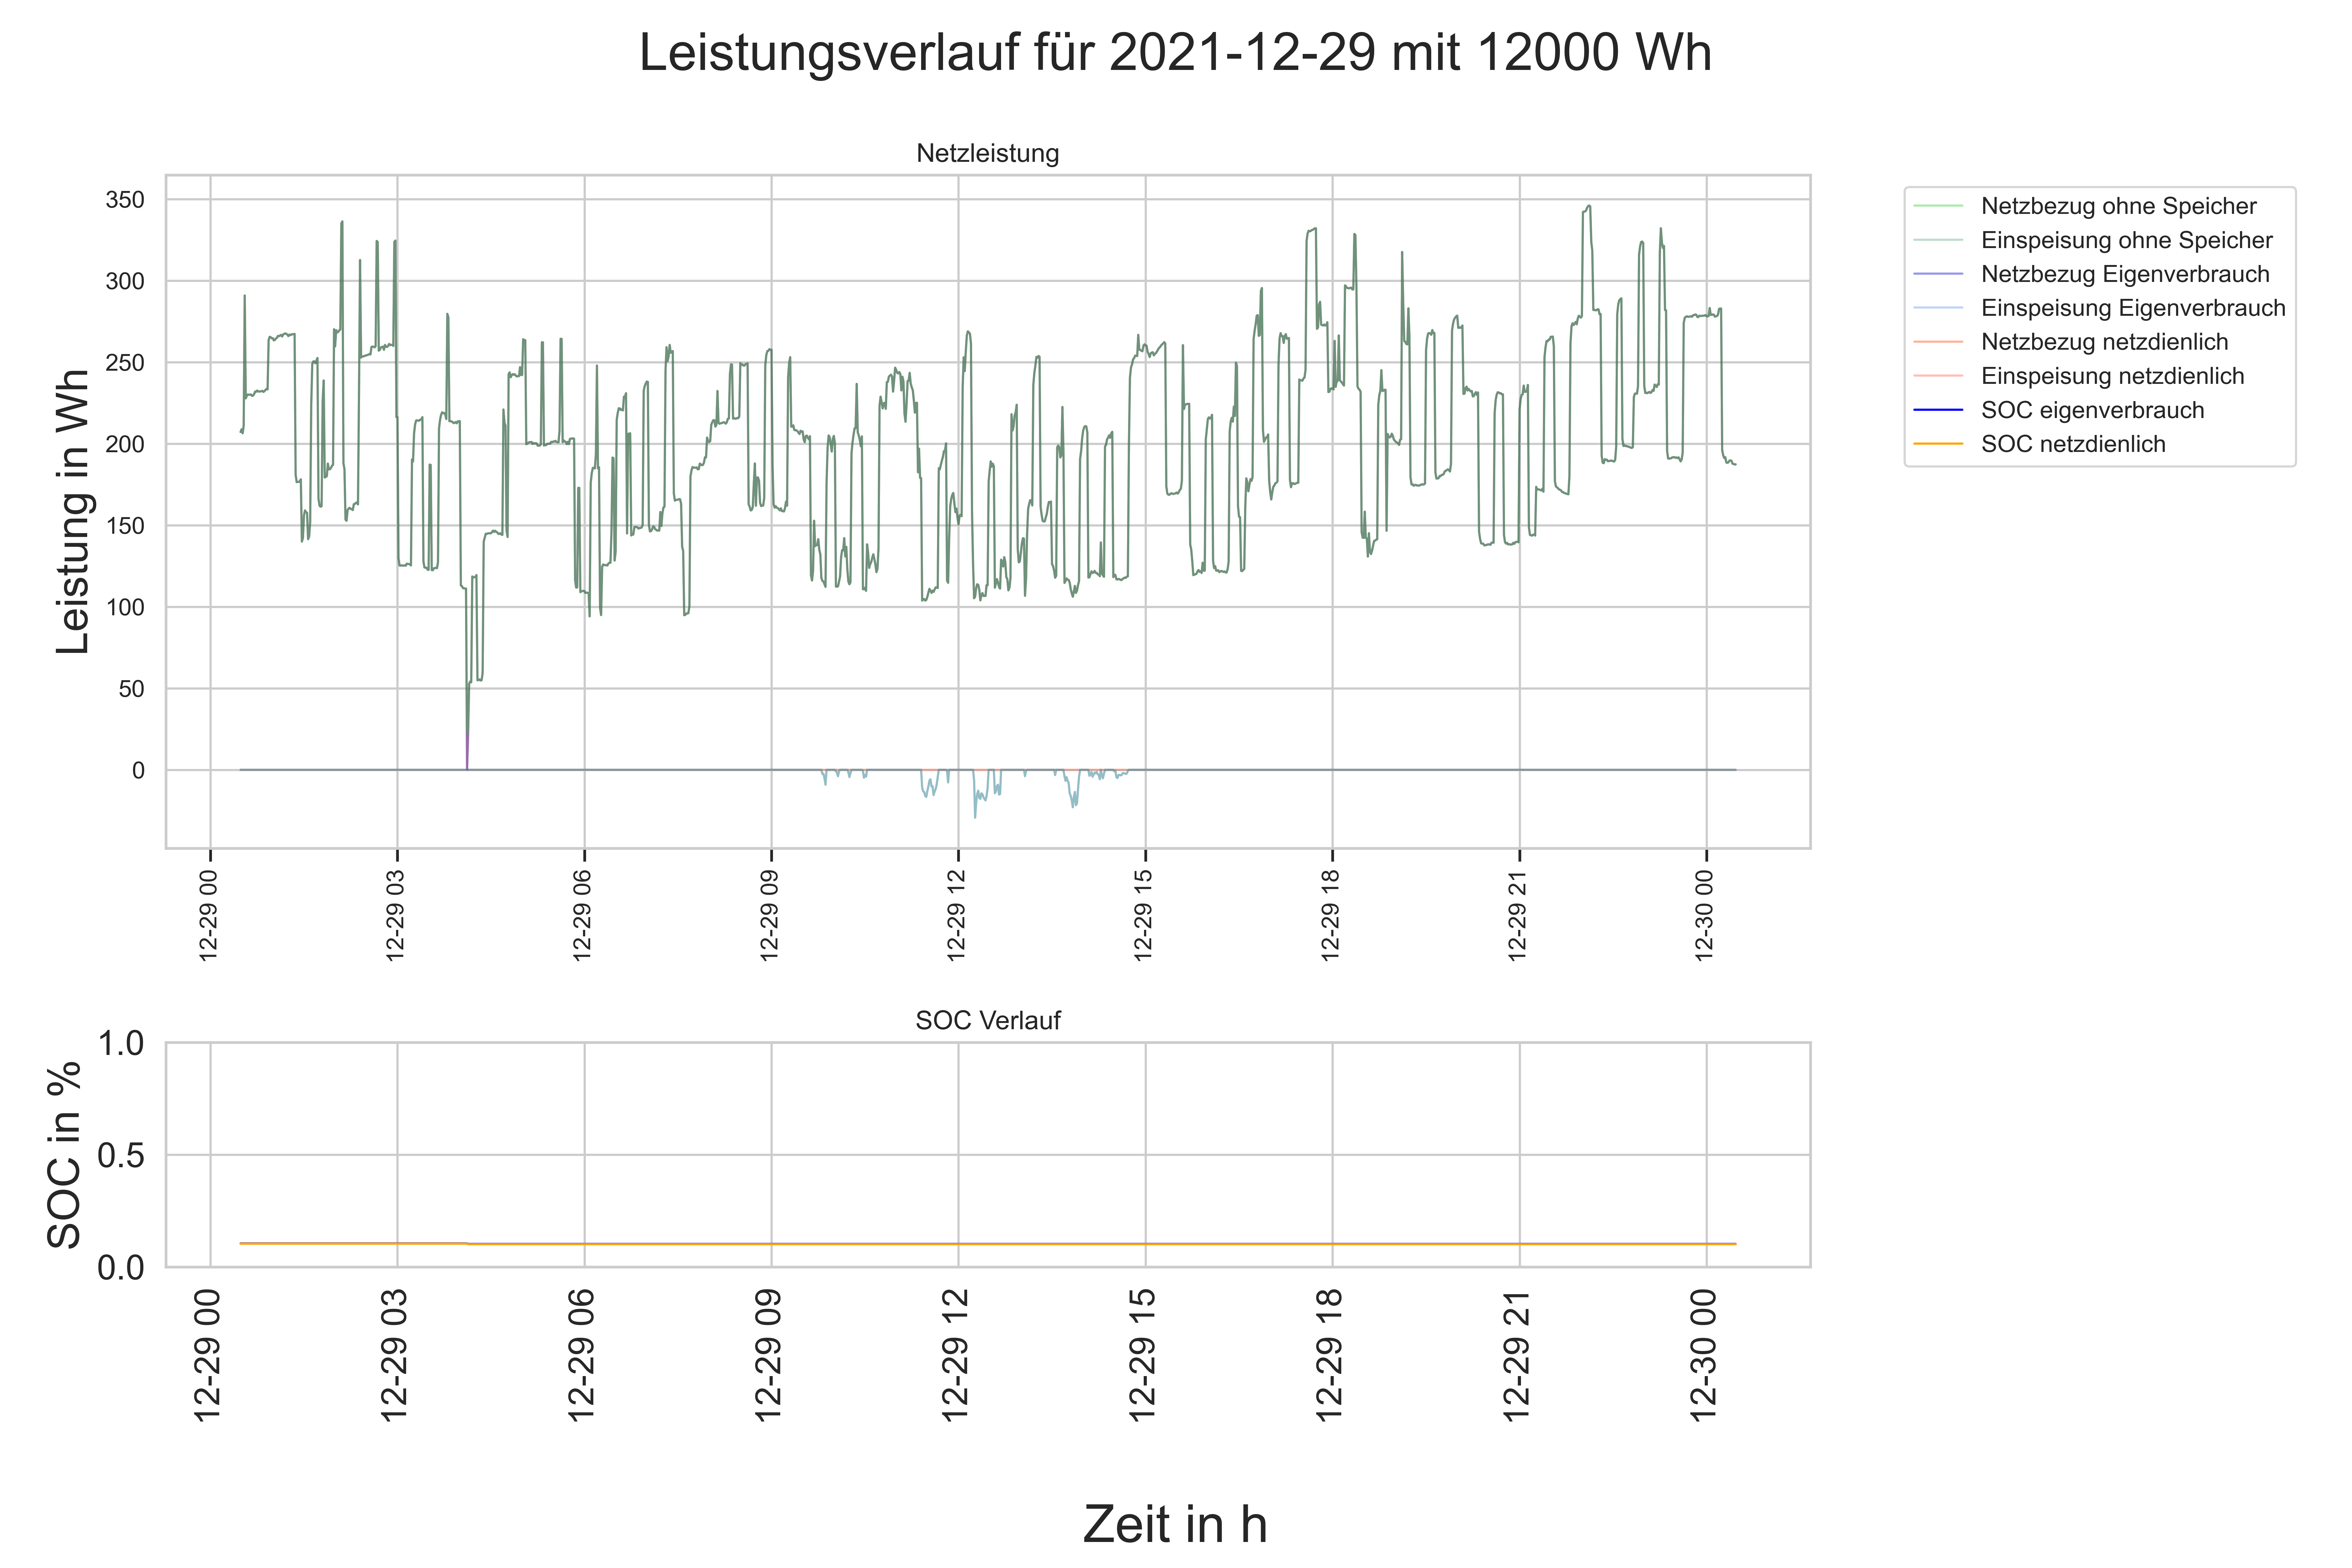 Leistungsverlauf für 2021-12-29 mit 12000 Wh
Netzleistung
Leistung in Wh
350
300
250
200
150
100
50
0
12-29 00
12-29 03
12-29 06
12-29 09
12-29 12
12-29 15
12-29 18
12-29 21
12-30 00
Netzbezug ohne Speicher
Einspeisung ohne Speicher
Netzbezug Eigenverbrauch
Einspeisung Eigenverbrauch
Netzbezug netzdienlich
Einspeisung netzdienlich
SOC eigenverbrauch
SOC netzdienlich
SOC Verlauf
SOC in %
1.0
0.5
0.0
12-29 00
12-29 03
12-29 06
12-29 09
12-29 12
12-29 15
12-29 18
12-29 21
12-30 00
Zeit in h